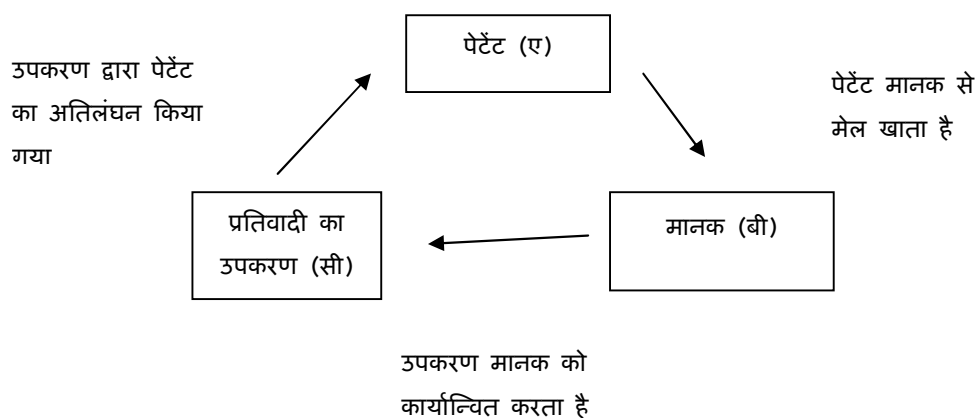 पेटेंट (ए)
उपकरण द्वारा पेटेंट
का अतिलंघन किया
गया
पेटेंट मानक से
मेल खाता है
प्रतिवादी का
उपकरण (सी)
मानक (बी)
उपकरण मानक को
कार्यान्वित करता है